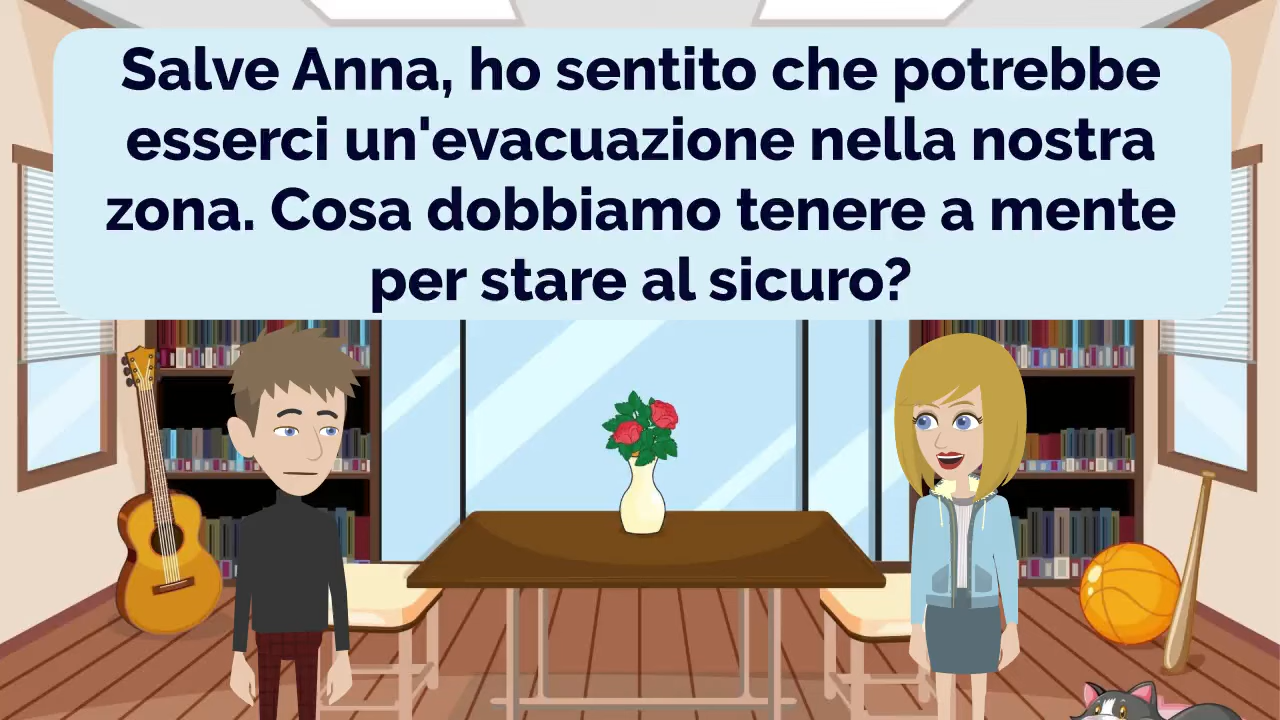 Salve Anna, ho sentito che potrebbe
esserci un'evacuazione nella nostra
zona. Cosa dobbiamo tenere a mente
per stare al sicuro?